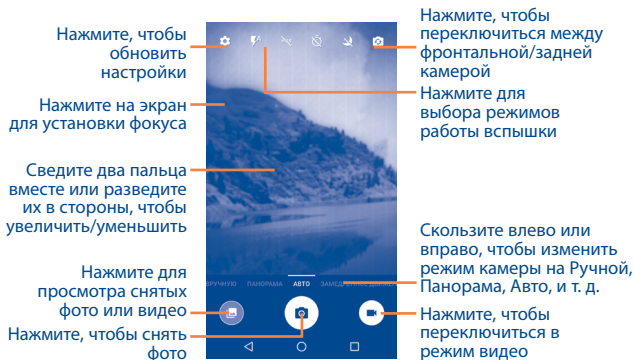 Нажмите, чтобы
обновить
настройки
Нажмите на экран
для установки фокуса
Сведите два пальца
вместе или разведите
их в стороны, чтобы
увеличить/уменьшить
Нажмите для
просмотра снятых
фото или видео
Нажмите, чтобы снять
фото
ВРУЧНУЮ ПАНОРАМА АВТО
Нажмите, чтобы
переключиться между
фронтальной/задней
камерой
Нажмите для
выбора режимов
работы вспышки
Скользите влево или
вправо, чтобы изменить
режим камеры на Ручной,
Панорама, Авто, и т. д.
Нажмите, чтобы
переключиться в
режим видео